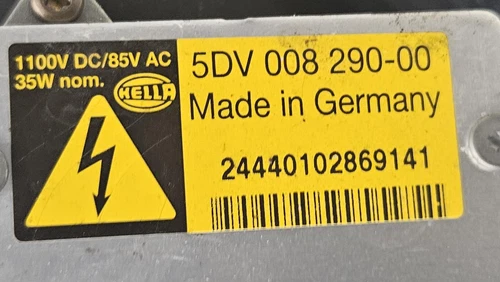 1100V DC/85V AC
35W nom.
HELLA
5DV 008 290-00
Made in Germany
24440102869141